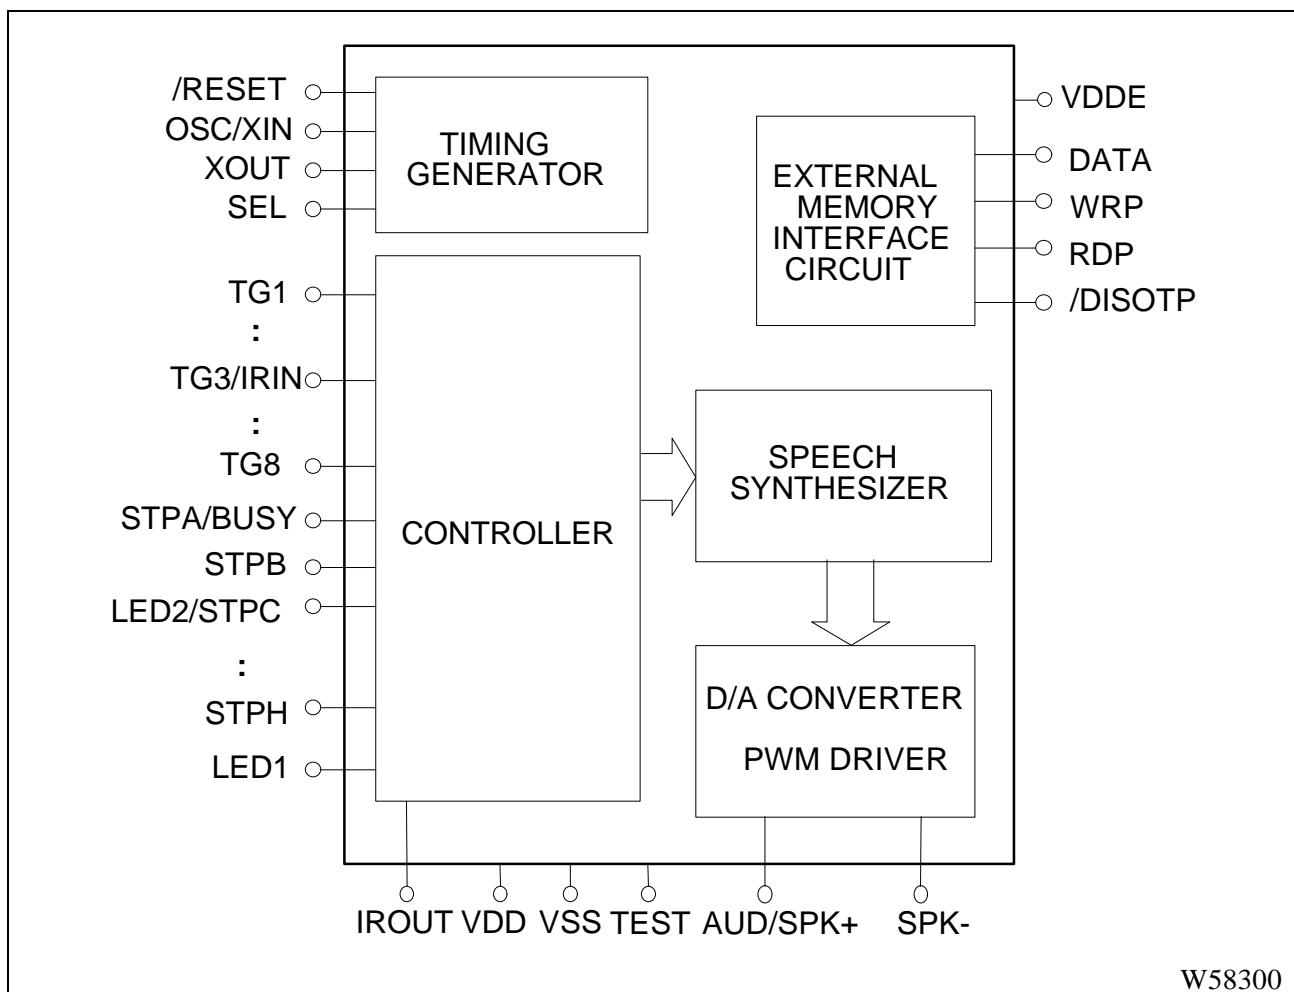 /RESET
OSC/XIN
XOUT
SEL
TIMING
GENERATOR
VDDE
DATA
WRP
RDP
/DISOTP
EXTERNAL
MEMORY
INTERFACE
CIRCUIT
TG1
:
TG3/IRIN
:
TG8
STPA/BUSY
STPB
LED2/STPC
:
STPH
LED1
CONTROLLER
SPEECH
SYNTHESIZER
D/A CONVERTER
PWM DRIVER
IROUT VDD VSS TEST AUD/SPK+ SPK-
W58300